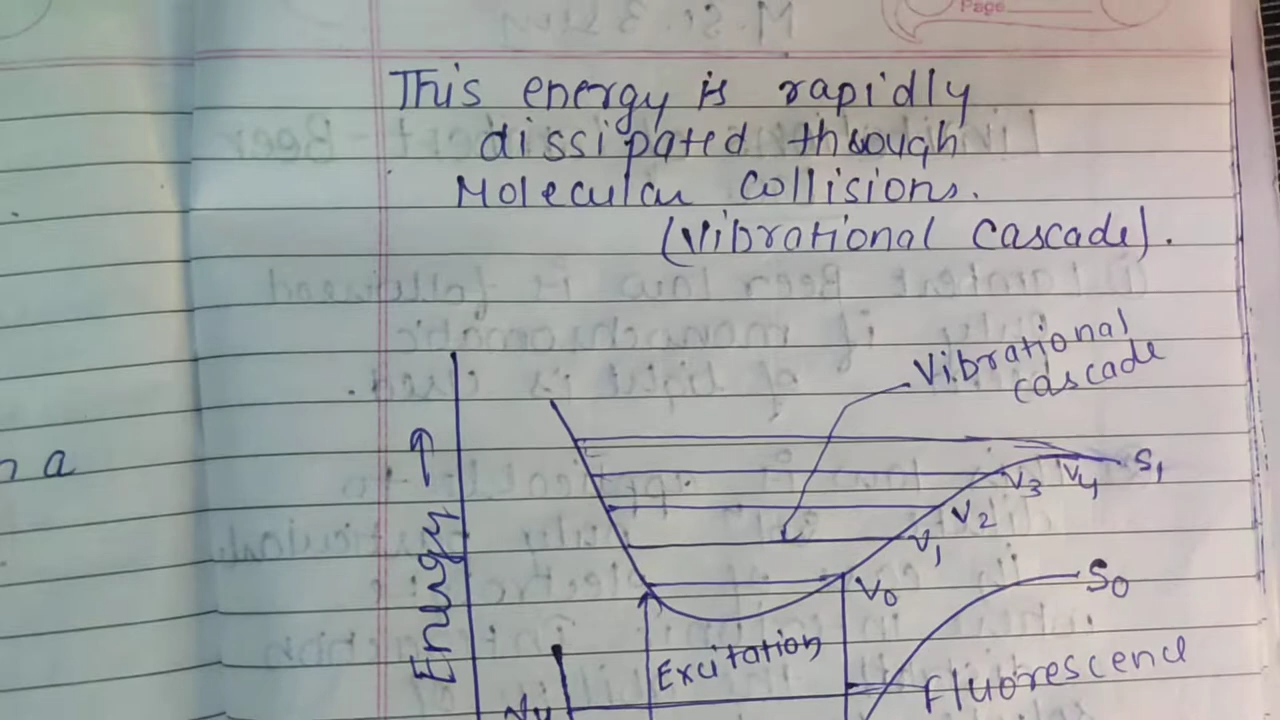 Page
This energy is rapidly
dissipated through
Molecular Collisions.
(Vibrational Cascade).
Vibrational
cascade
n a
Energy →
S₁
V₄
V₃
V₂
V₁
V₀
S₀
Excitation
Fluorescence